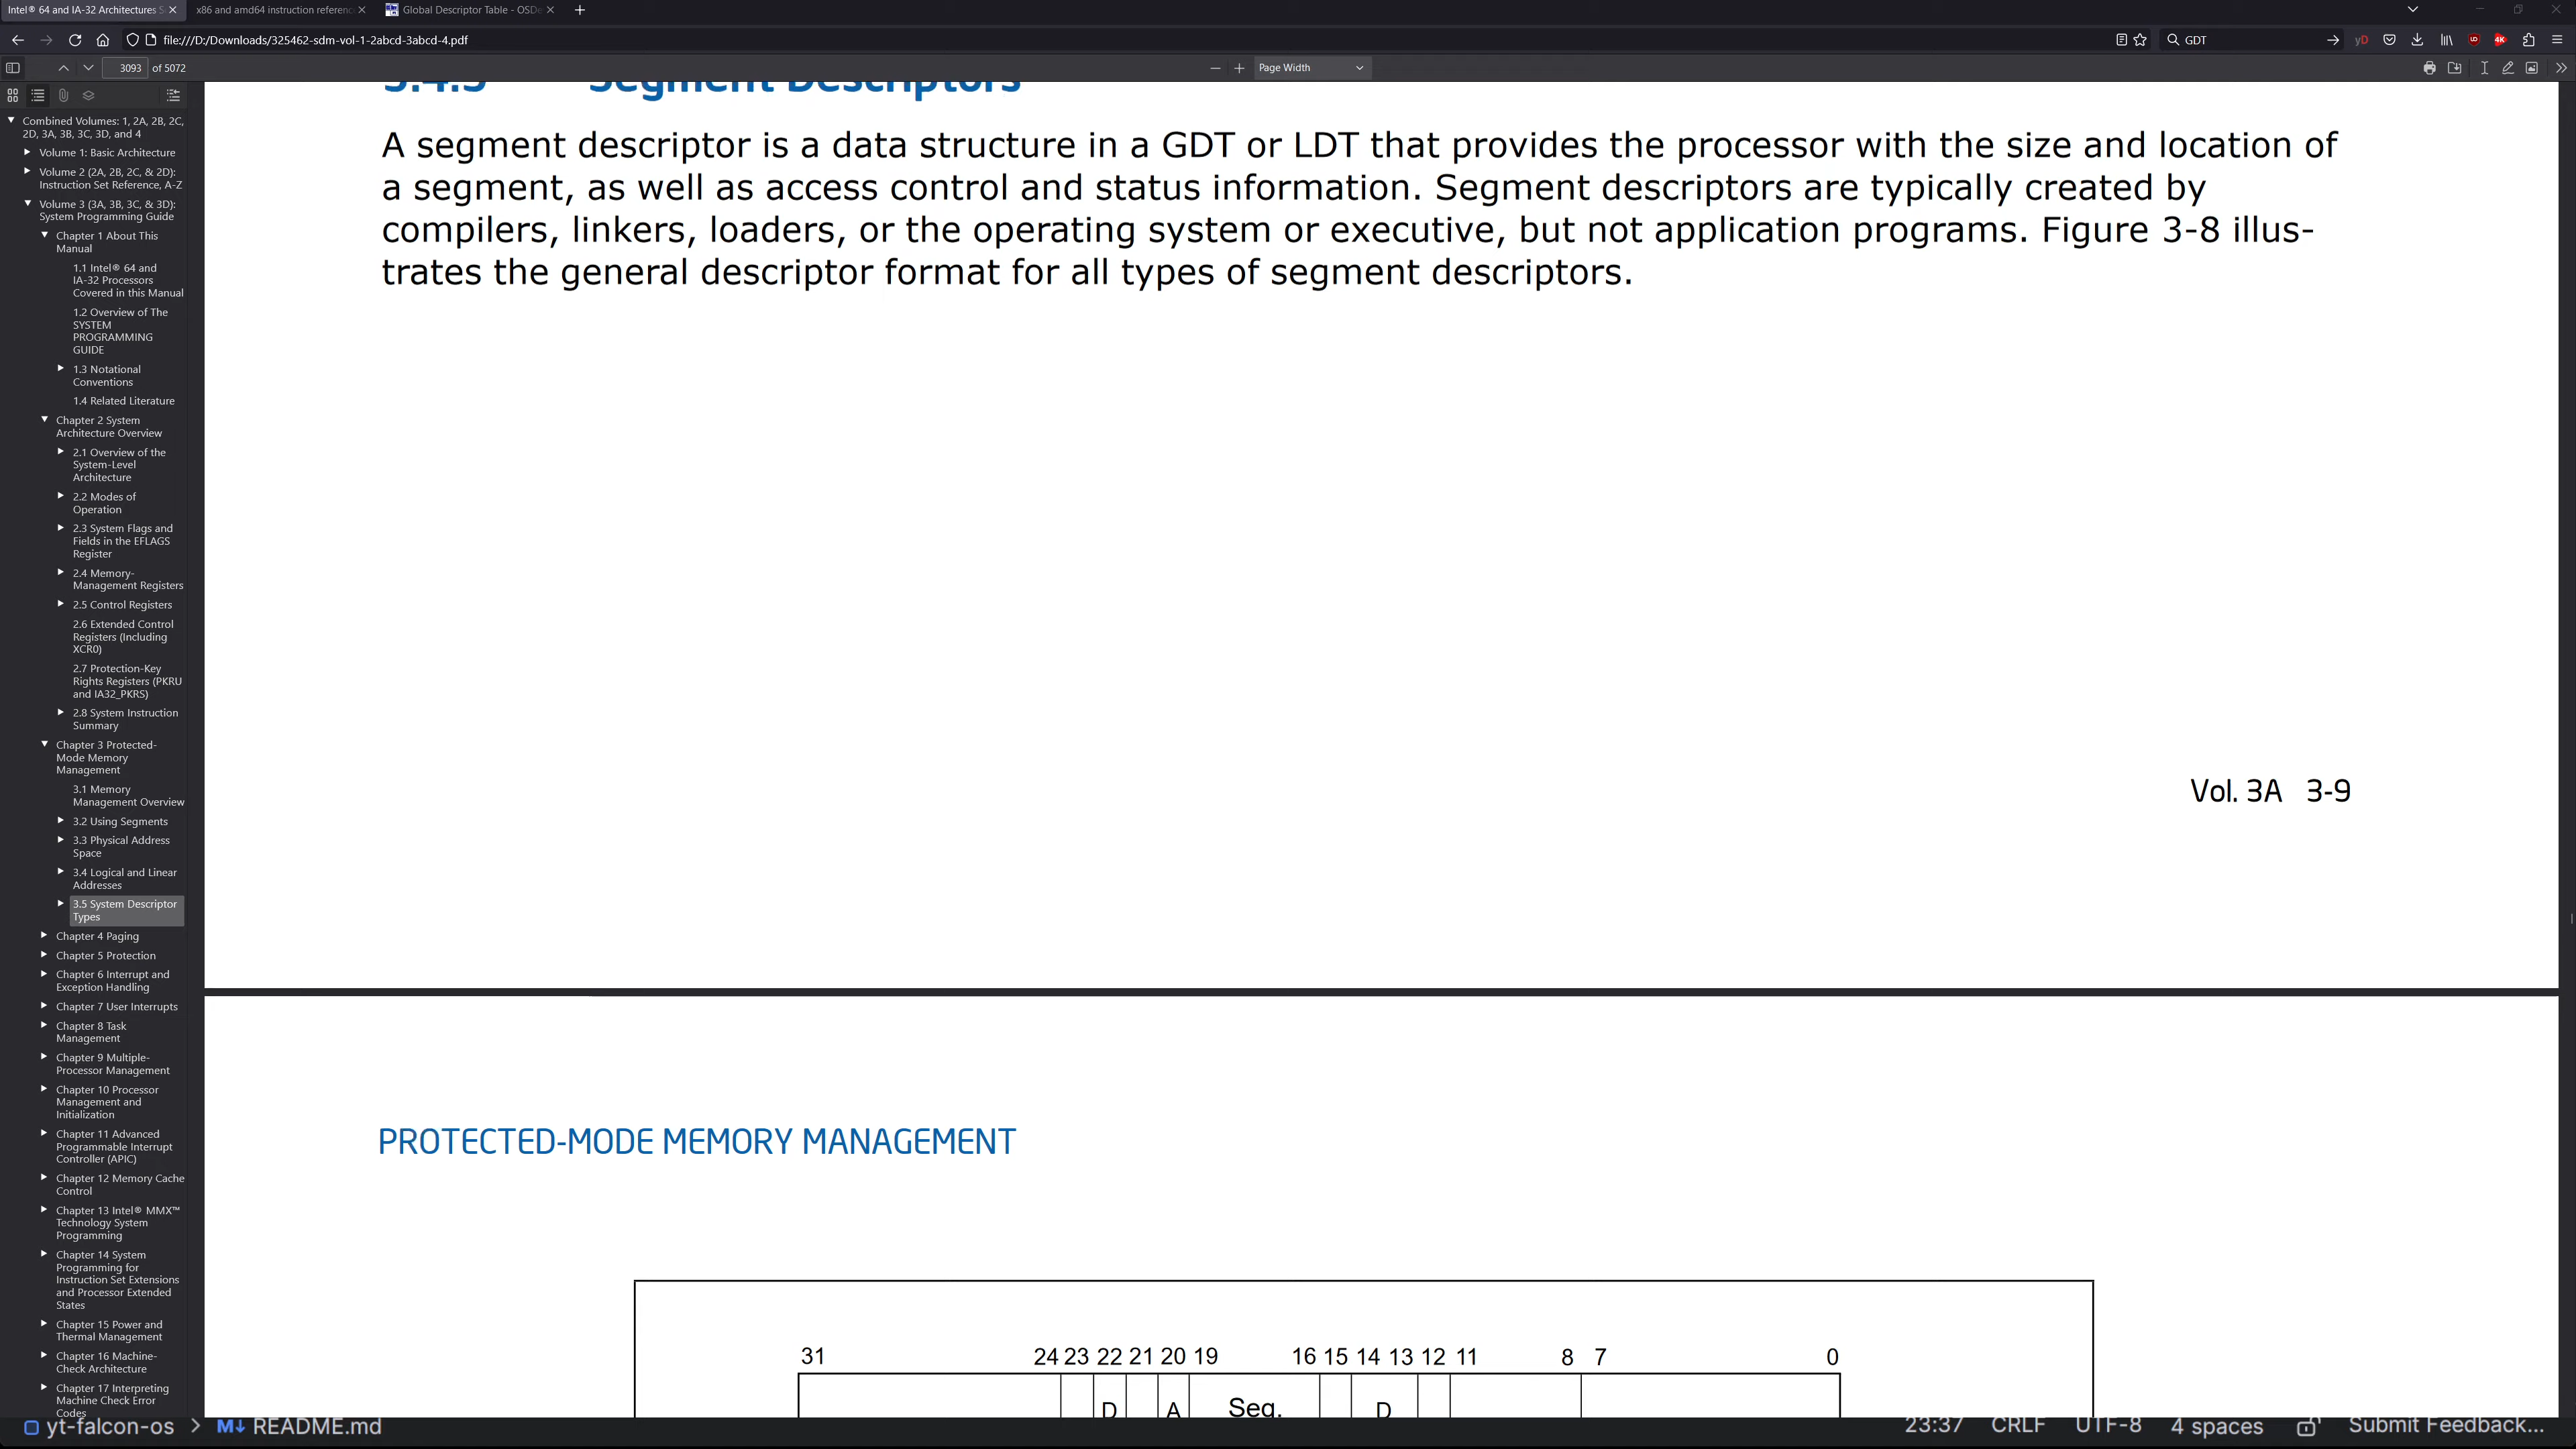 Intel® 64 and IA-32 Architectures S
x86 and amd64 instruction referenc
Global Descriptor Table - OSDe
file:///D:/Downloads/325462-sdm-vol-1-2abcd-3abcd-4.pdf
GDT
3093 of 5072
Page Width
Combined Volumes: 1, 2A, 2B, 2C,
2D, 3A, 3B, 3C, 3D, and 4
Volume 1: Basic Architecture
Volume 2 (2A, 2B, 2C, & 2D):
Instruction Set Reference, A-Z
Volume 3 (3A, 3B, 3C, & 3D):
System Programming Guide
Chapter 1 About This
Manual
1.1 Intel® 64 and
IA-32 Processors
Covered in this Manual
1.2 Overview of The
SYSTEM
PROGRAMMING
GUIDE
1.3 Notational
Conventions
1.4 Related Literature
Chapter 2 System
Architecture Overview
2.1 Overview of the
System-Level
Architecture
2.2 Modes of
Operation
2.3 System Flags and
Fields in the EFLAGS
Register
2.4 Memory-
Management Registers
2.5 Control Registers
2.6 Extended Control
Registers (Including
XCR0)
2.7 Protection-Key
Rights Registers (PKRU
and IA32_PKRS)
2.8 System Instruction
Summary
Chapter 3 Protected-
Mode Memory
Management
3.1 Memory
Management Overview
3.2 Using Segments
3.3 Physical Address
Space
3.4 Logical and Linear
Addresses
3.5 System Descriptor
Types
Chapter 4 Paging
Chapter 5 Protection
Chapter 6 Interrupt and
Exception Handling
Chapter 7 User Interrupts
Chapter 8 Task
Management
Chapter 9 Multiple-
Processor Management
Chapter 10 Processor
Management and
Initialization
Chapter 11 Advanced
Programmable Interrupt
Controller (APIC)
Chapter 12 Memory Cache
Control
Chapter 13 Intel® MMX™
Technology System
Programming
Chapter 14 System
Programming for
Instruction Set Extensions
and Processor Extended
States
Chapter 15 Power and
Thermal Management
Chapter 16 Machine-
Check Architecture
Chapter 17 Interpreting
Machine Check Error
Codes
3.4.5 Segment Descriptors
A segment descriptor is a data structure in a GDT or LDT that provides the processor with the size and location of
a segment, as well as access control and status information. Segment descriptors are typically created by
compilers, linkers, loaders, or the operating system or executive, but not application programs. Figure 3-8 illus-
trates the general descriptor format for all types of segment descriptors.
Vol. 3A 3-9
PROTECTED-MODE MEMORY MANAGEMENT
31 24 23 22 21 20 19 16 15 14 13 12 11 8 7 0
D A Seg. D
yt-falcon-os > M↓ README.md
23:37 CRLF UTF-8 4 spaces Submit Feedback...